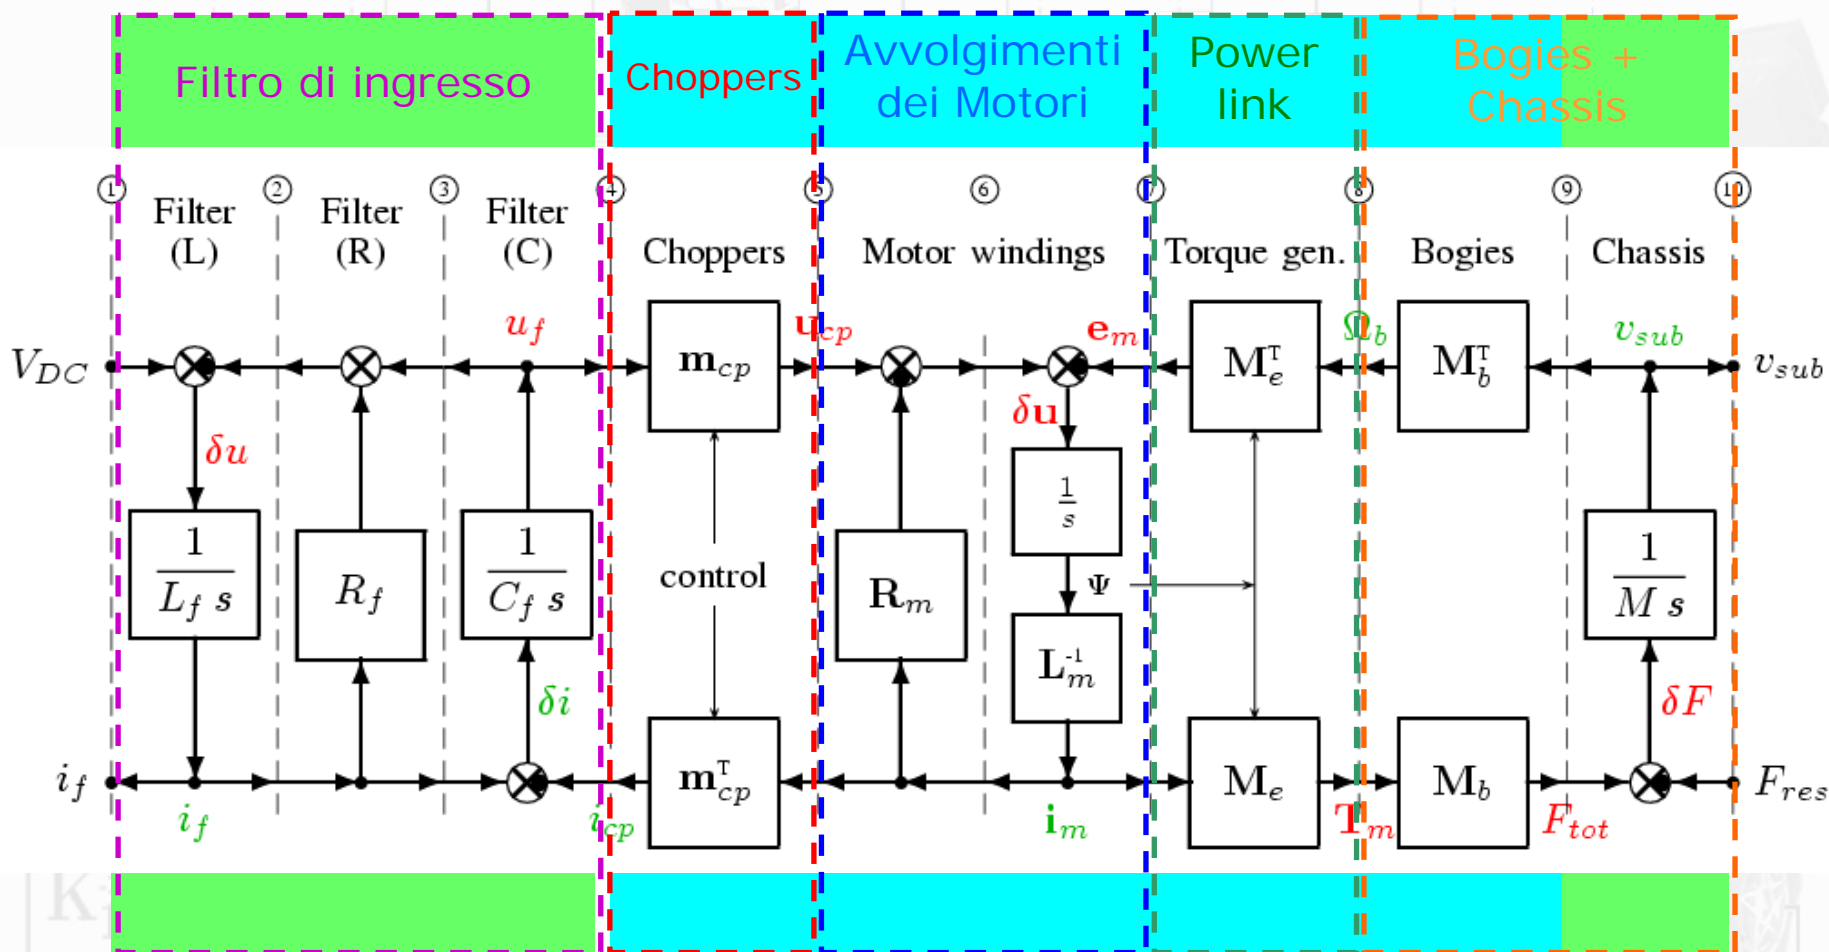 Filtro di ingresso
Choppers
Avvolgimenti
dei Motori
Power
link
Bogies +
Chassis
1 2 3 4 5 6 7 8 9 10
Filter
(L)
Filter
(R)
Filter
(C)
Choppers
Motor windings
Torque gen.
Bogies
Chassis
V_DC
u_f
m_cp
u_cp
e_m
M_e^T
Ω_b
M_b^T
v_sub
v_sub
δu
δu
1/(L_f s)
R_f
1/(C_f s)
control
R_m
1/s
Ψ
L_m^-1
1/(M s)
δi
δF
i_f
i_f
i_cp
m_cp^T
i_m
M_e
T_m
M_b
F_tot
F_res